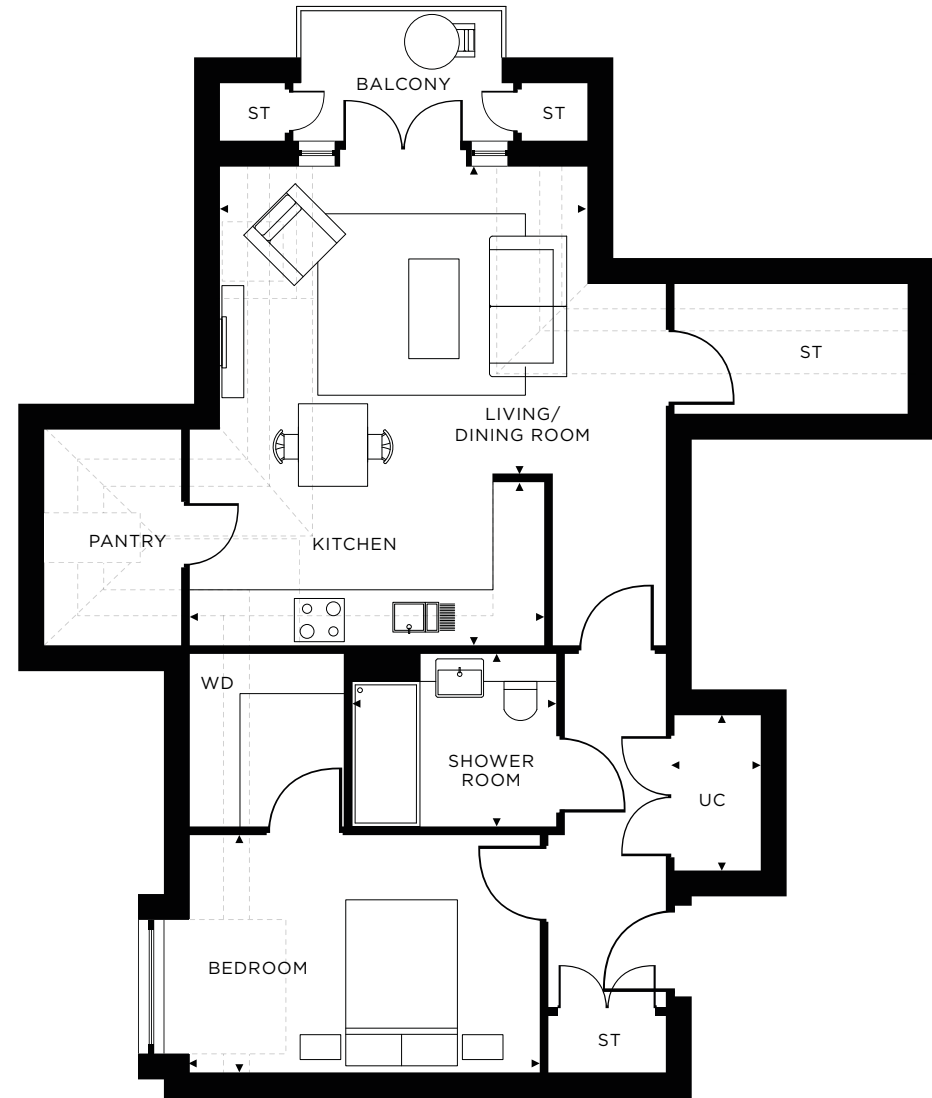 BALCONY
ST
ST
ST
LIVING/
DINING ROOM
PANTRY
KITCHEN
WD
SHOWER
ROOM
UC
BEDROOM
ST